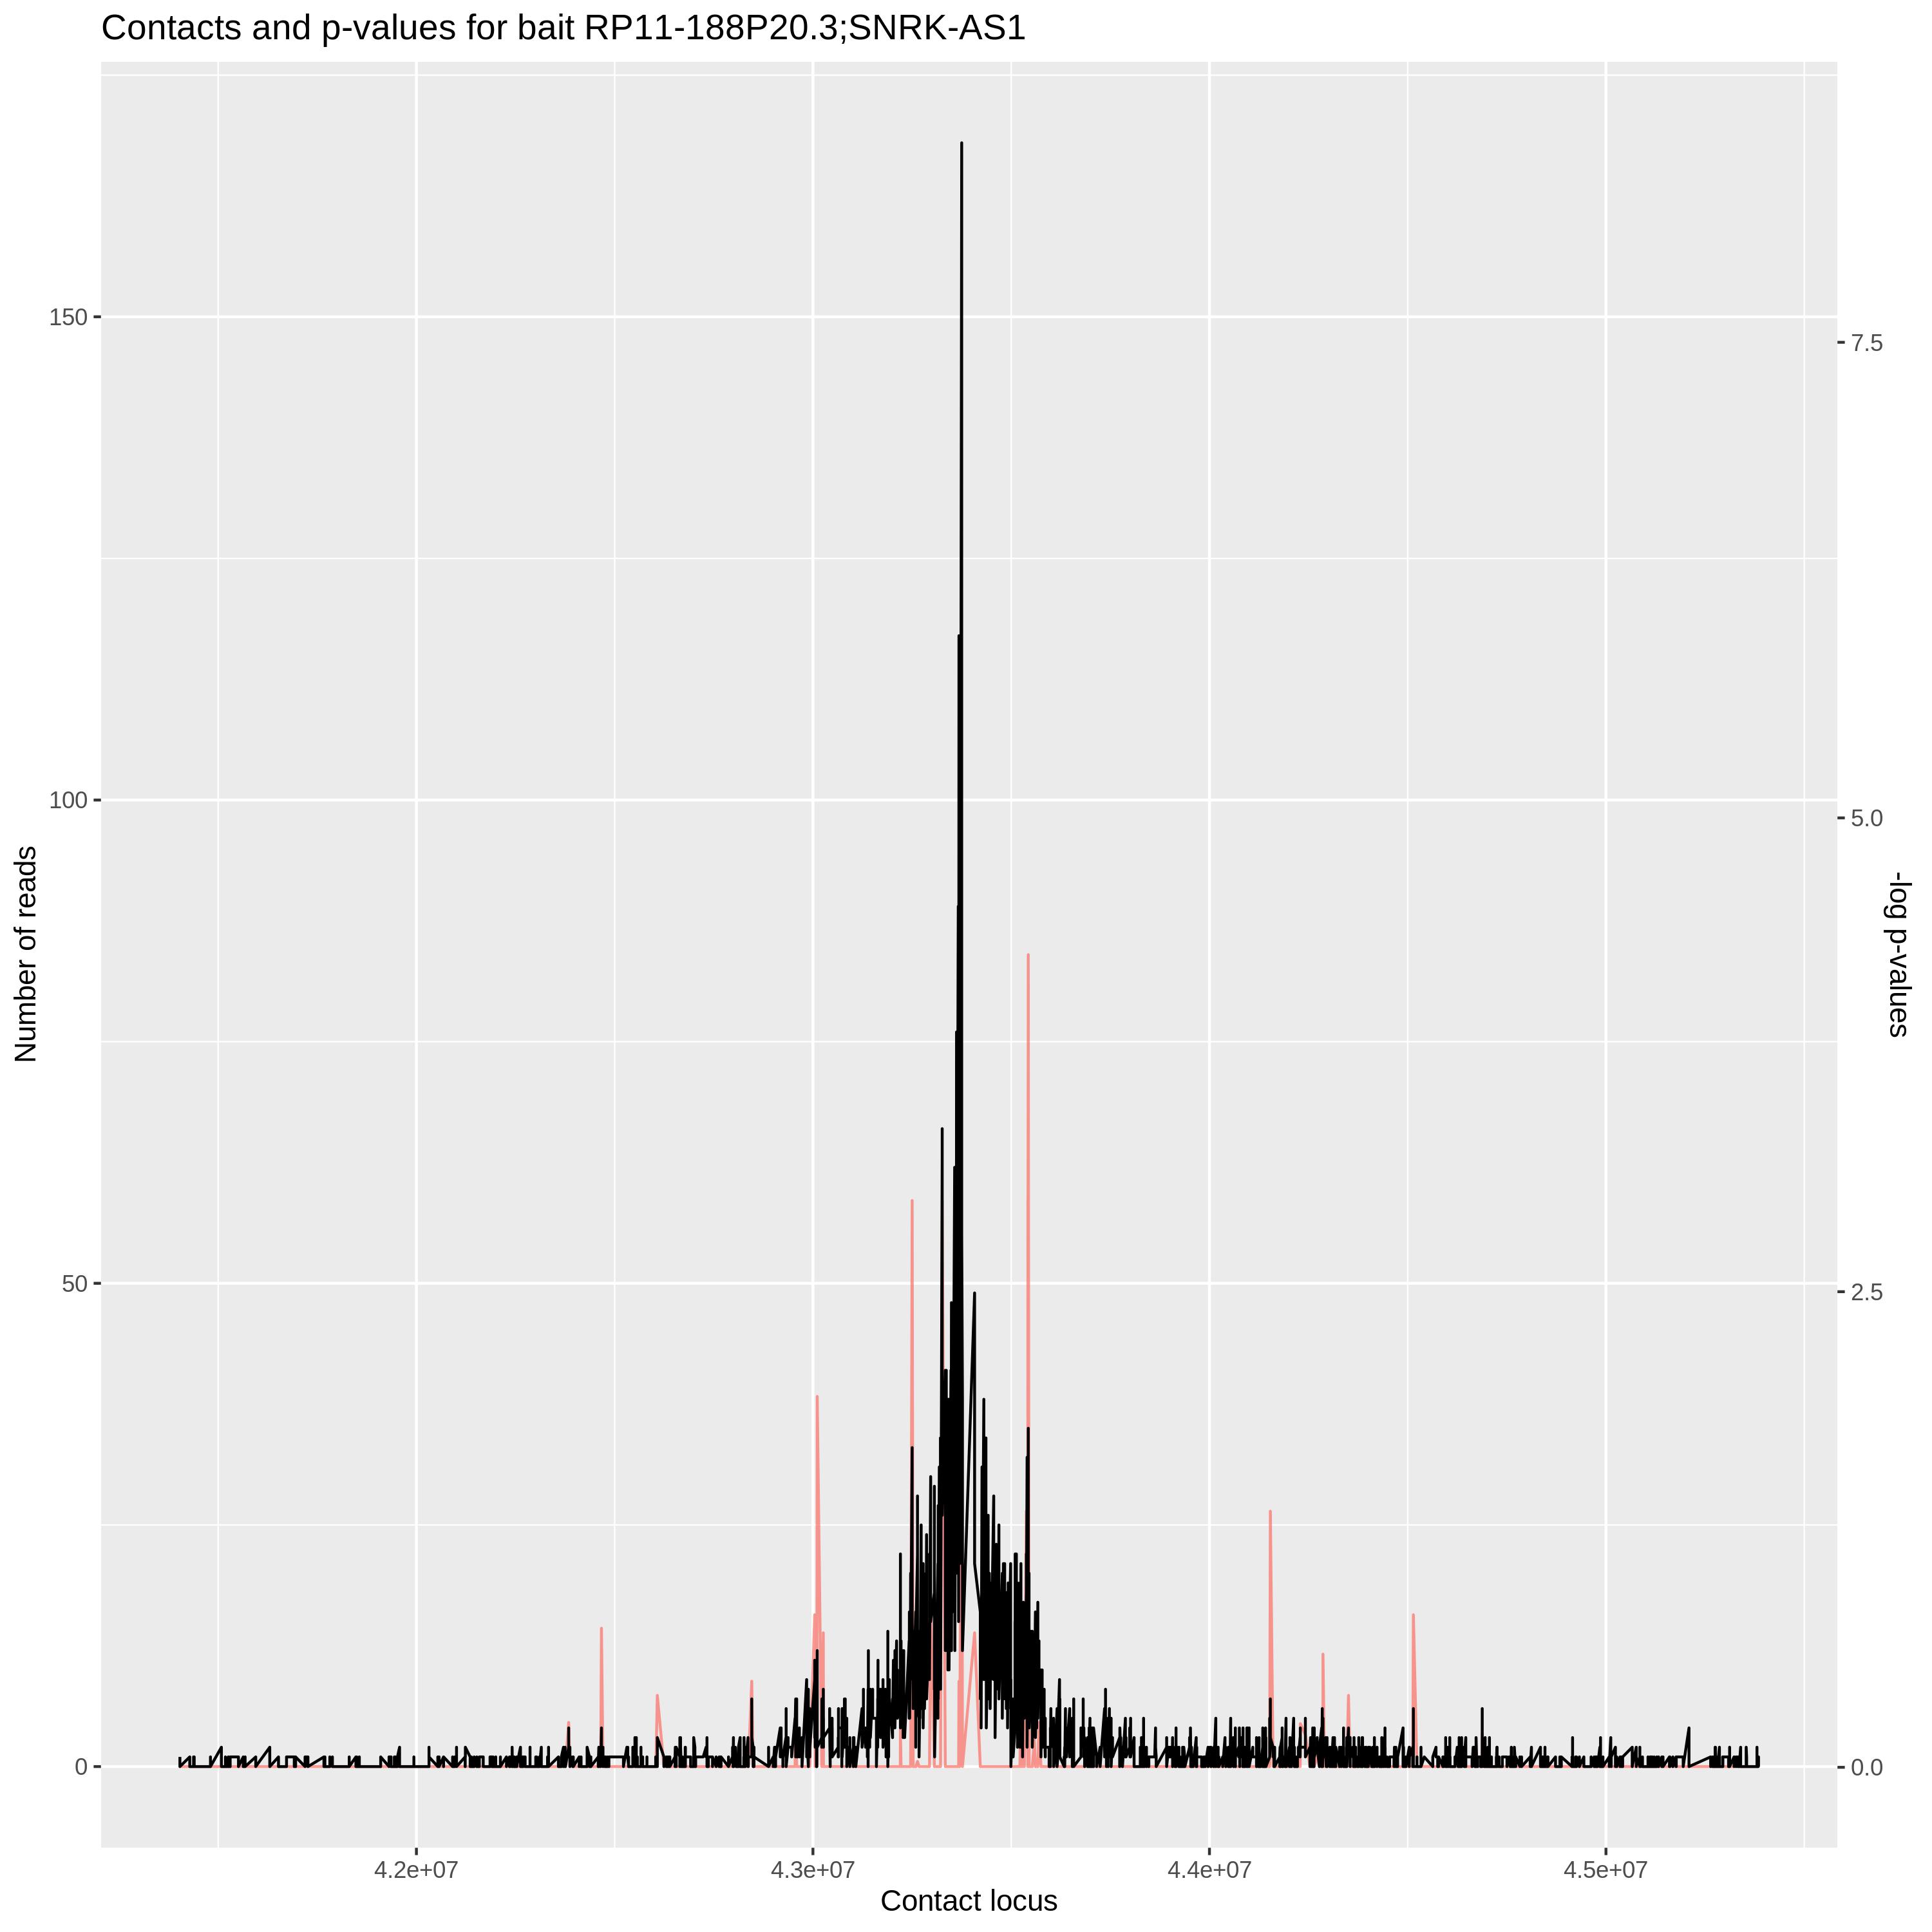 Contacts and p-values for bait RP11-188P20.3;SNRK-AS1
150
100
50
0
Number of reads
7.5
5.0
2.5
0.0
-log p-values
4.2e+07
4.3e+07
4.4e+07
4.5e+07
Contact locus